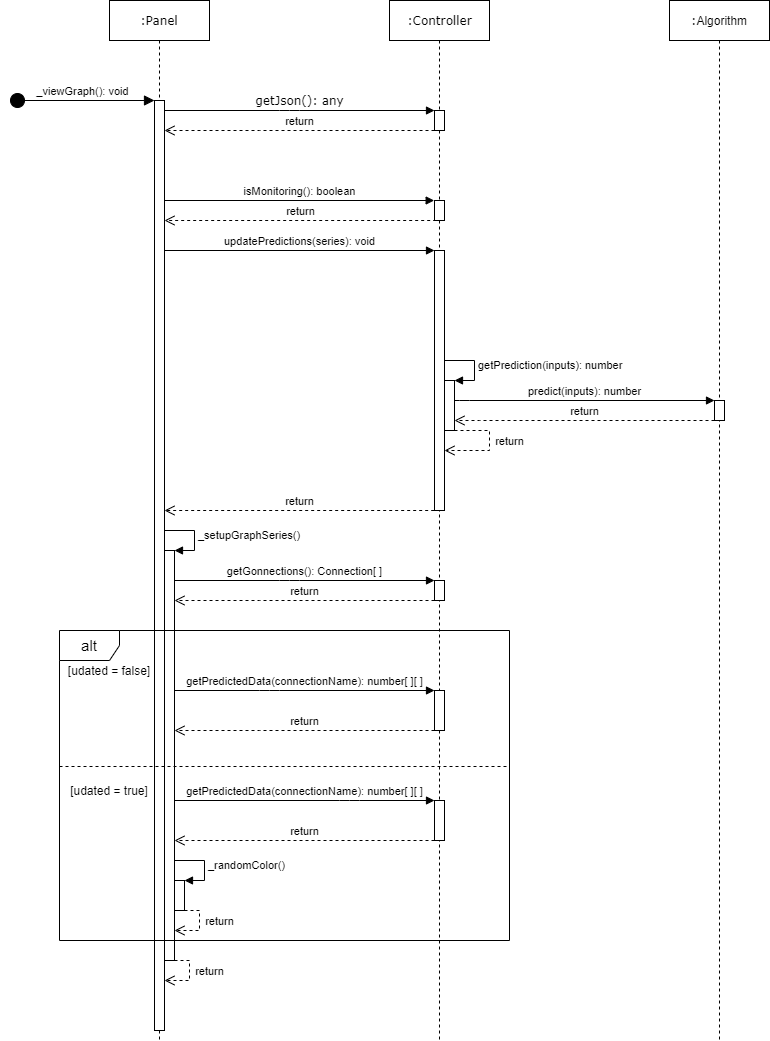 :Panel
:Controller
:Algorithm
_viewGraph(): void
getJson(): any
return
isMonitoring(): boolean
return
updatePredictions(series): void
getPrediction(inputs): number
predict(inputs): number
return
return
return
_setupGraphSeries()
getGonnections(): Connection[ ]
return
alt
[udated = false]
getPredictedData(connectionName): number[ ][ ]
return
[udated = true]
getPredictedData(connectionName): number[ ][ ]
return
_randomColor()
return
return